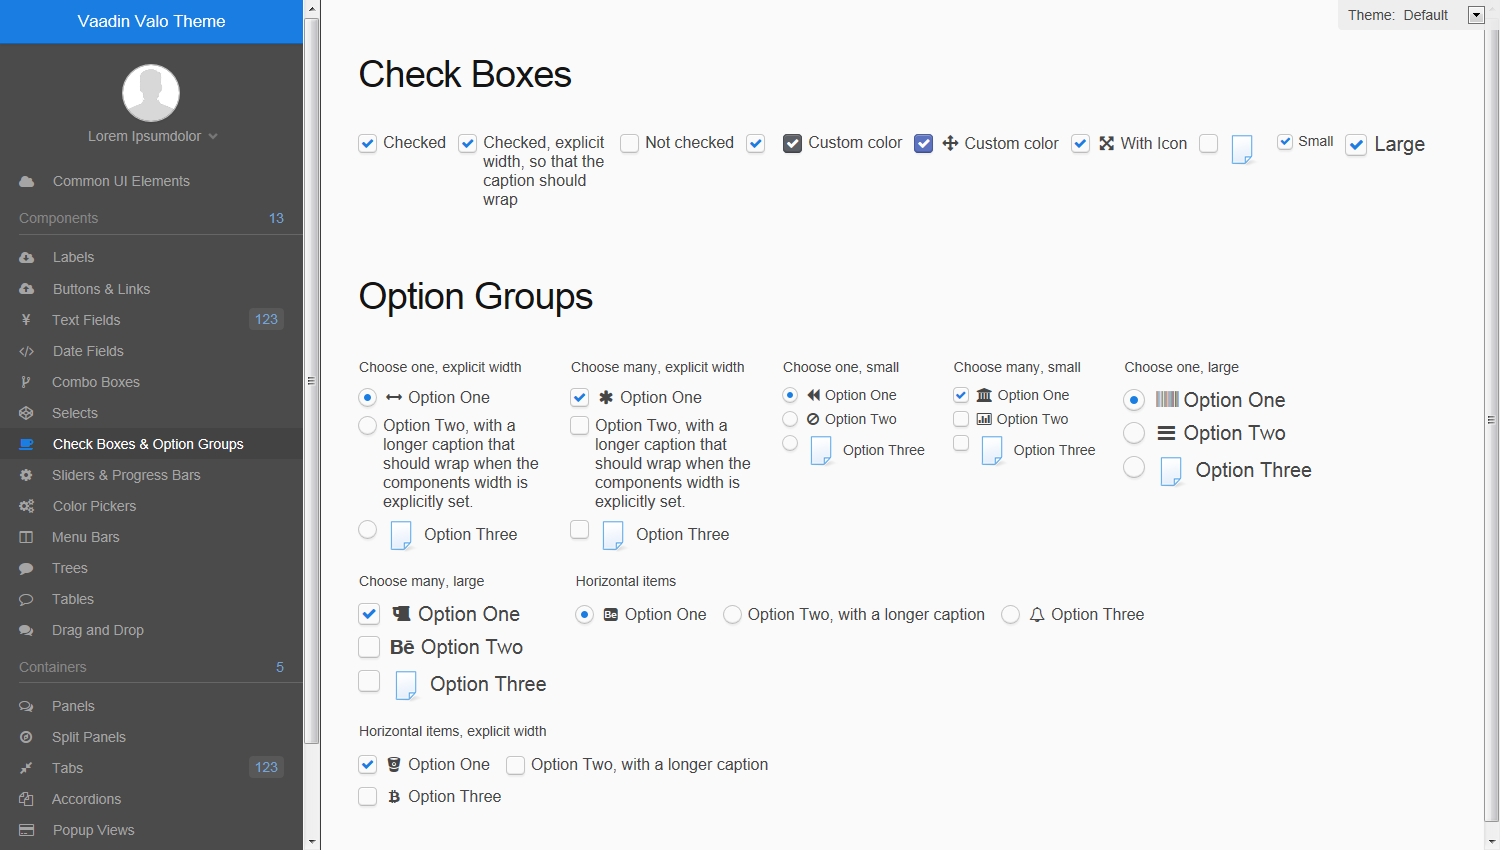 Vaadin Valo Theme
Lorem Ipsumdolor
Common UI Elements
Components 13
Labels
Buttons & Links
Text Fields 123
Date Fields
Combo Boxes
Selects
Check Boxes & Option Groups
Sliders & Progress Bars
Color Pickers
Menu Bars
Trees
Tables
Drag and Drop
Containers 5
Panels
Split Panels
Tabs 123
Accordions
Popup Views
Theme: Default
Check Boxes
Checked
Checked, explicit
width, so that the
caption should
wrap
Not checked
Custom color
Custom color
With Icon
Small
Large
Option Groups
Choose one, explicit width
Option One
Option Two, with a
longer caption that
should wrap when the
components width is
explicitly set.
Option Three
Choose many, explicit width
Option One
Option Two, with a
longer caption that
should wrap when the
components width is
explicitly set.
Option Three
Choose one, small
Option One
Option Two
Option Three
Choose many, small
Option One
Option Two
Option Three
Choose one, large
Option One
Option Two
Option Three
Choose many, large
Option One
Bē Option Two
Option Three
Horizontal items
Be Option One Option Two, with a longer caption Option Three
Horizontal items, explicit width
Option One Option Two, with a longer caption
Option Three